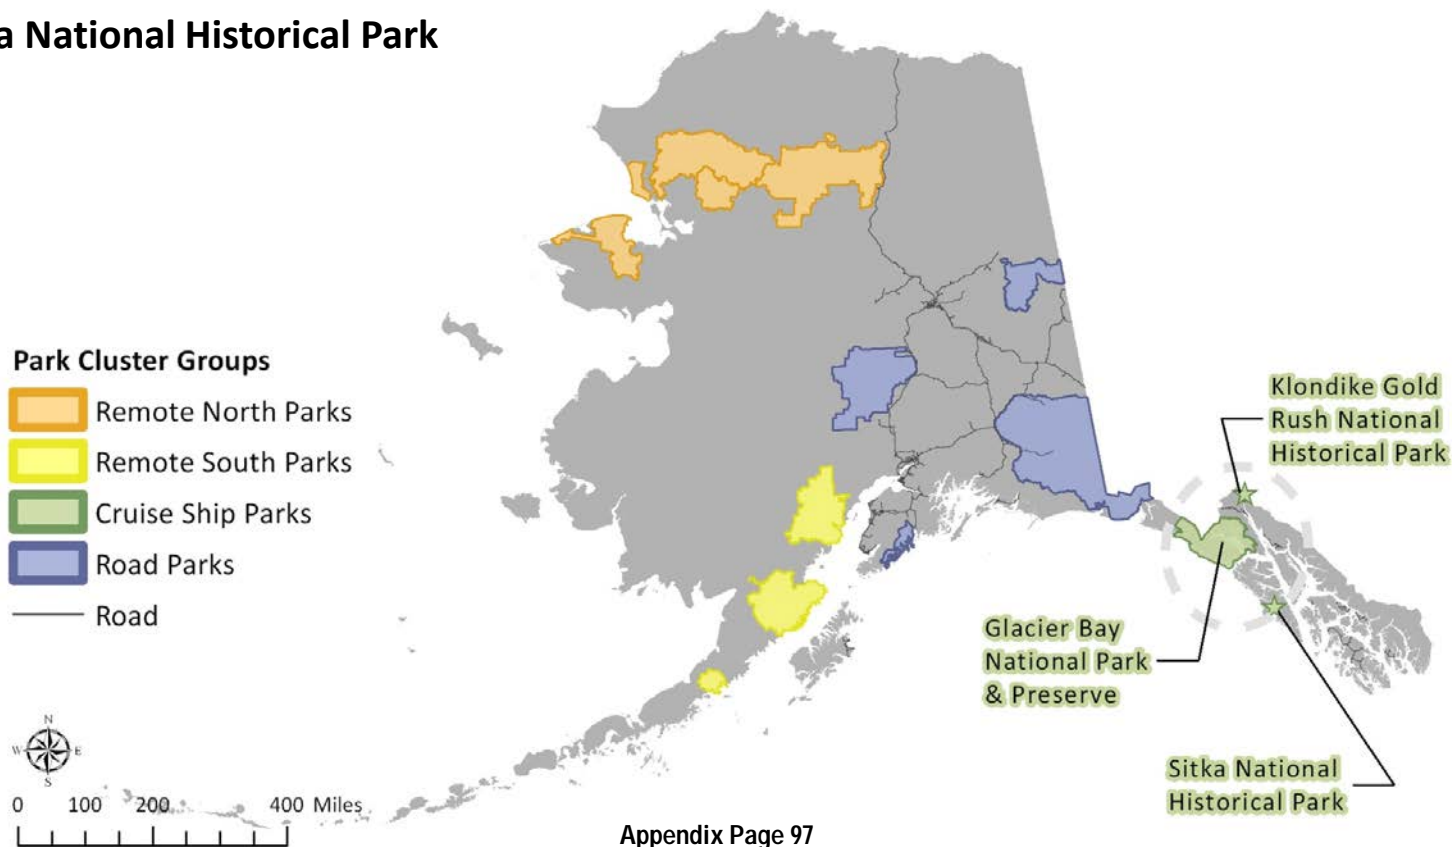 a National Historical Park
Park Cluster Groups
Remote North Parks
Remote South Parks
Cruise Ship Parks
Road Parks
Road
Klondike Gold
Rush National
Historical Park
Glacier Bay
National Park
& Preserve
Sitka National
Historical Park
N
W E
S
0 100 200 400 Miles
Appendix Page 97